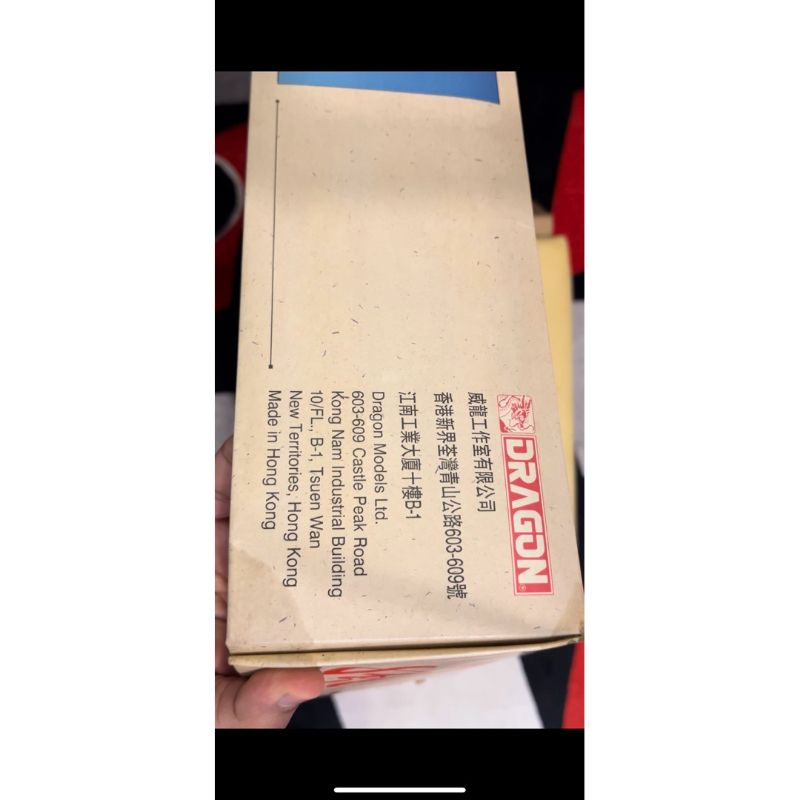 DRAGON®
威龍工作室有限公司
香港新界荃灣青山公路603-609號
江南工業大廈十樓B-1
Dragon Models Ltd.
603-609 Castle Peak Road
Kong Nam Industrial Building
10/FL., B-1, Tsuen Wan
New Territories, Hong Kong
Made in Hong Kong